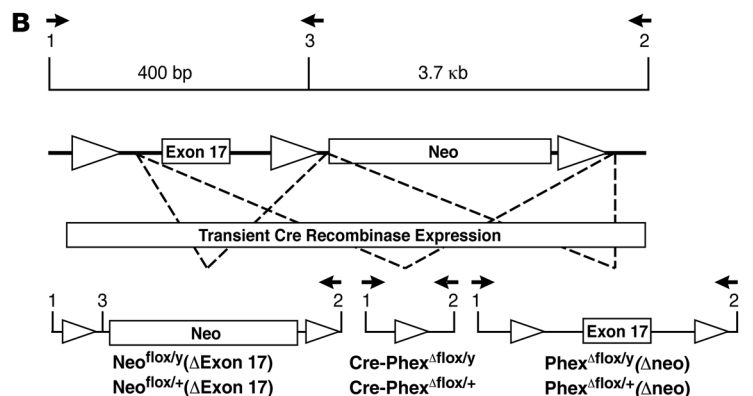 B
1 3 2
400 bp 3.7 κb
Exon 17 Neo
Transient Cre Recombinase Expression
1 3 2 1 2 1 2
Neo Exon 17
Neoflox/y(ΔExon 17) Cre-PhexΔflox/y PhexΔflox/y(Δneo)
Neoflox/+(ΔExon 17) Cre-PhexΔflox/+ PhexΔflox/+(Δneo)